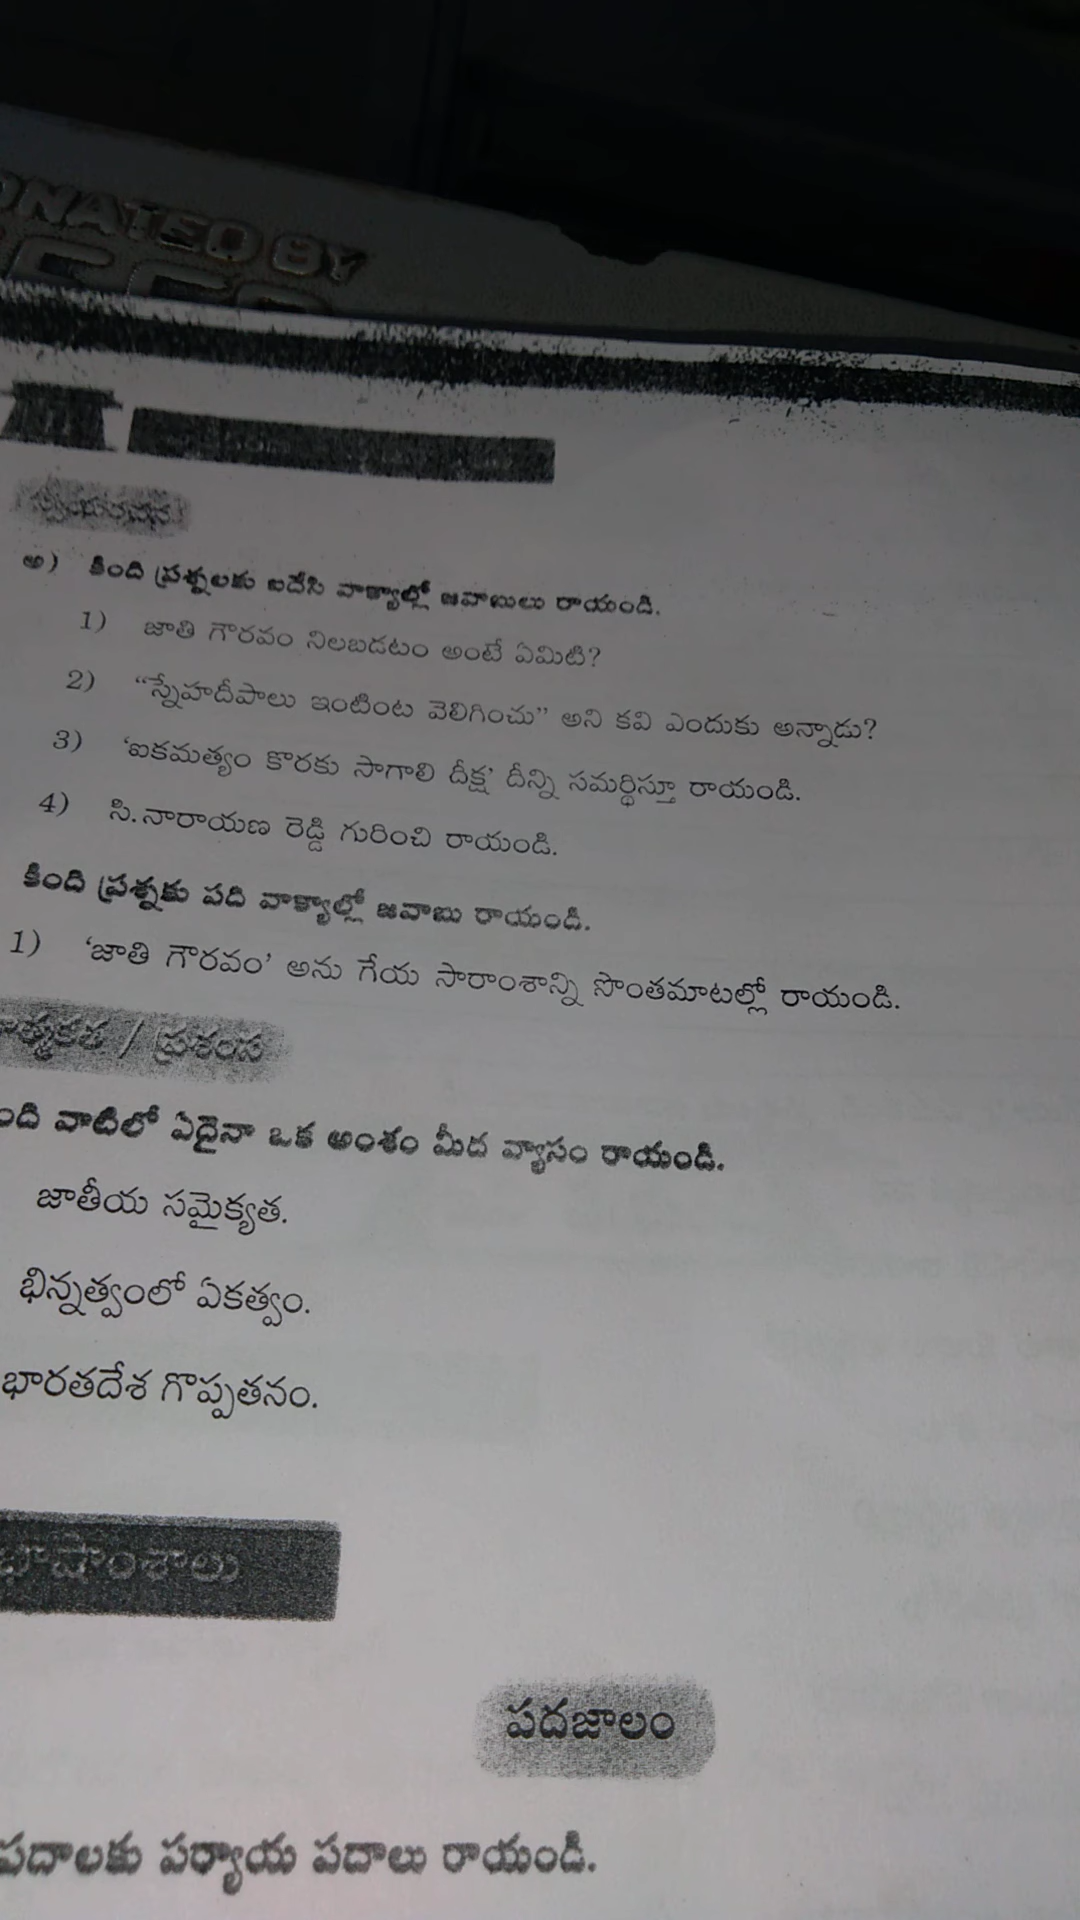 ONATED BY
స్వీయరచన
అ) కింది ప్రశ్నలకు ఐదేసి వాక్యాల్లో జవాబులు రాయండి.
1) జాతి గౌరవం నిలబడటం అంటే ఏమిటి?
2) “స్నేహదీపాలు ఇంటింట వెలిగించు” అని కవి ఎందుకు అన్నాడు?
3) ‘ఐకమత్యం కొరకు సాగాలి దీక్ష’ దీన్ని సమర్థిస్తూ రాయండి.
4) సి.నారాయణ రెడ్డి గురించి రాయండి.
కింది ప్రశ్నకు పది వాక్యాల్లో జవాబు రాయండి.
1) ‘జాతి గౌరవం’ అను గేయ సారాంశాన్ని సొంతమాటల్లో రాయండి.
త్మకత / ప్రశంస
ంది వాటిలో ఏదైనా ఒక అంశం మీద వ్యాసం రాయండి.
జాతీయ సమైక్యత.
భిన్నత్వంలో ఏకత్వం.
భారతదేశ గొప్పతనం.
భాషాంశాలు
పదజాలం
పదాలకు పర్యాయ పదాలు రాయండి.